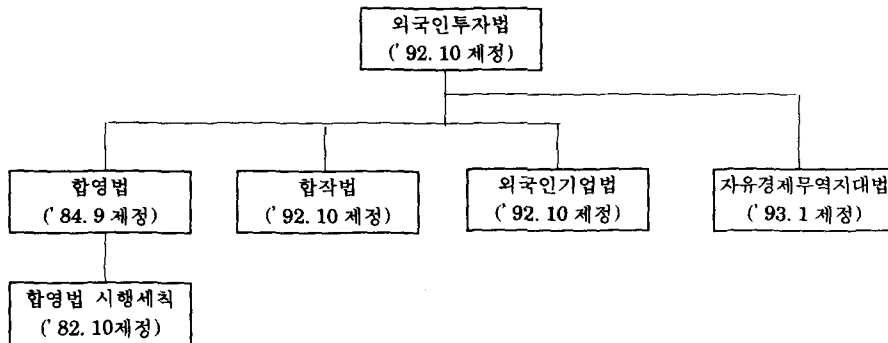 외국인투자법
('92. 10 제정)
합영법
('84. 9 제정)
합작법
('92. 10 제정)
외국인기업법
('92. 10 제정)
자유경제무역지대법
('93. 1 제정)
합영법 시행세칙
('82. 10제정)